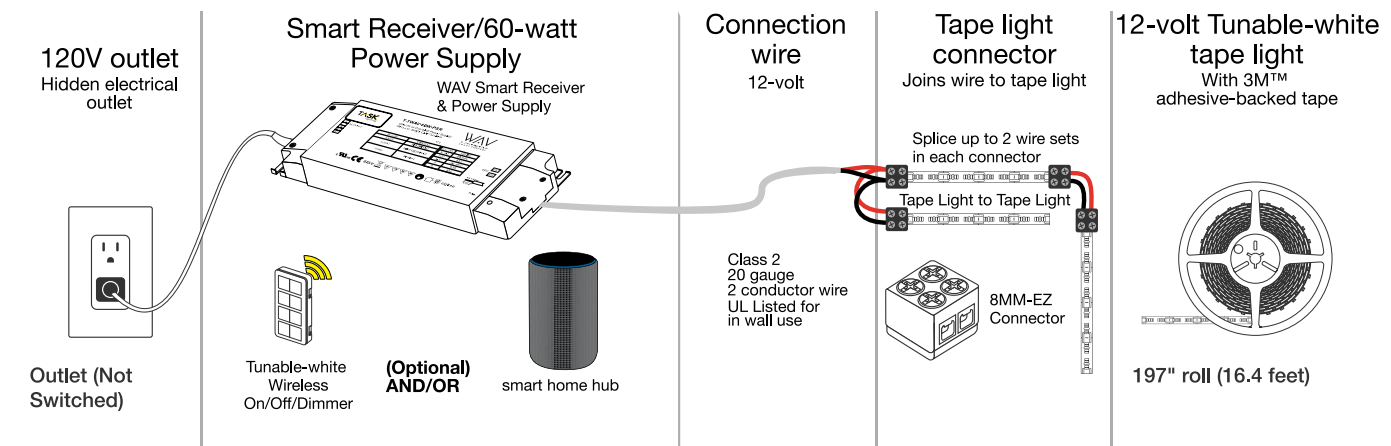 120V outlet
Hidden electrical
outlet
Outlet (Not
Switched)
Smart Receiver/60-watt
Power Supply
WAV Smart Receiver
& Power Supply
TASK
WAV
Tunable-white
Wireless
On/Off/Dimmer
(Optional)
AND/OR
smart home hub
Connection
wire
12-volt
Class 2
20 gauge
2 conductor wire
UL Listed for
in wall use
Tape light
connector
Joins wire to tape light
Splice up to 2 wire sets
in each connector
Tape Light to Tape Light
8MM-EZ
Connector
12-volt Tunable-white
tape light
With 3M™
adhesive-backed tape
197" roll (16.4 feet)